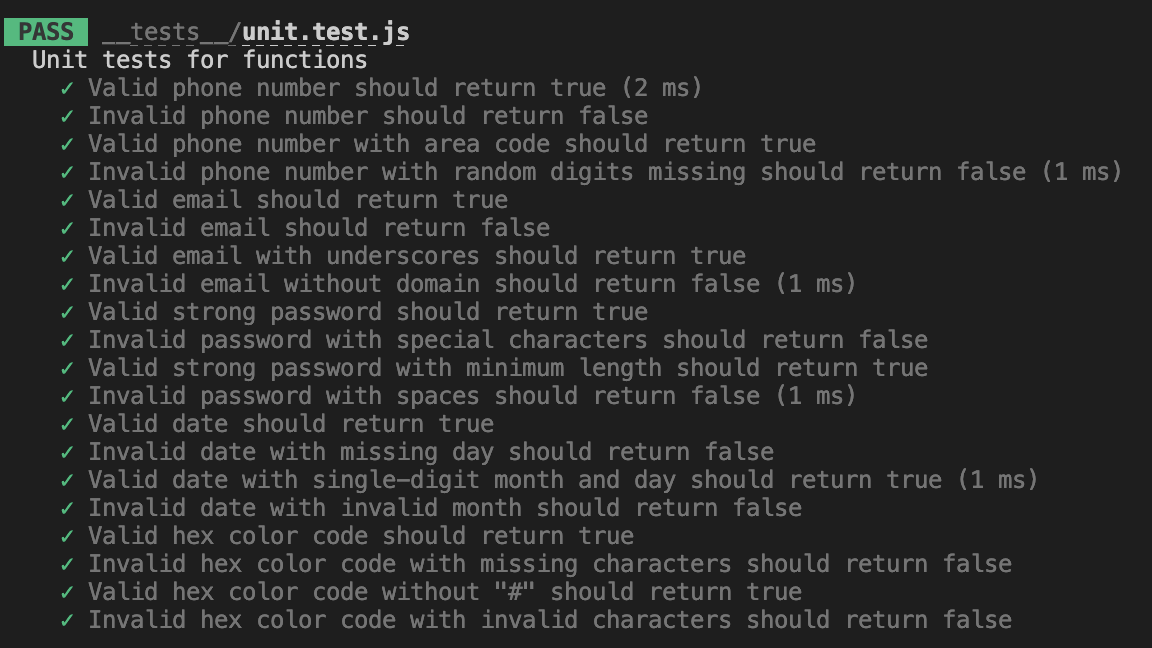 PASS __tests__/unit.test.js
Unit tests for functions
✓ Valid phone number should return true (2 ms)
✓ Invalid phone number should return false
✓ Valid phone number with area code should return true
✓ Invalid phone number with random digits missing should return false (1 ms)
✓ Valid email should return true
✓ Invalid email should return false
✓ Valid email with underscores should return true
✓ Invalid email without domain should return false (1 ms)
✓ Valid strong password should return true
✓ Invalid password with special characters should return false
✓ Valid strong password with minimum length should return true
✓ Invalid password with spaces should return false (1 ms)
✓ Valid date should return true
✓ Invalid date with missing day should return false
✓ Valid date with single-digit month and day should return true (1 ms)
✓ Invalid date with invalid month should return false
✓ Valid hex color code should return true
✓ Invalid hex color code with missing characters should return false
✓ Valid hex color code without "#" should return true
✓ Invalid hex color code with invalid characters should return false